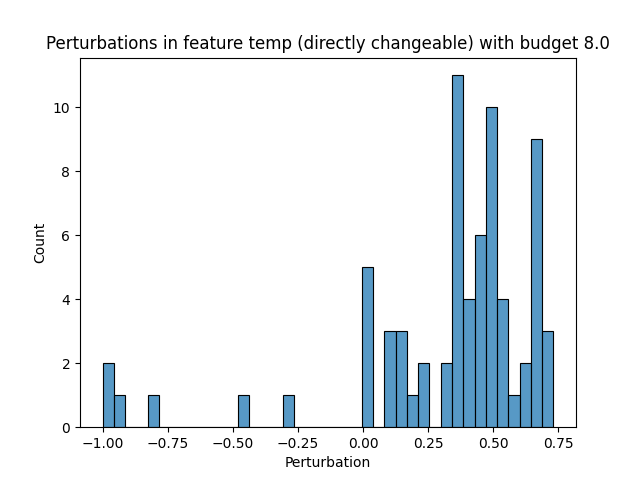 Perturbations in feature temp (directly changeable) with budget 8.0
10
8
6
4
2
0
Count
−1.00 −0.75 −0.50 −0.25 0.00 0.25 0.50 0.75
Perturbation